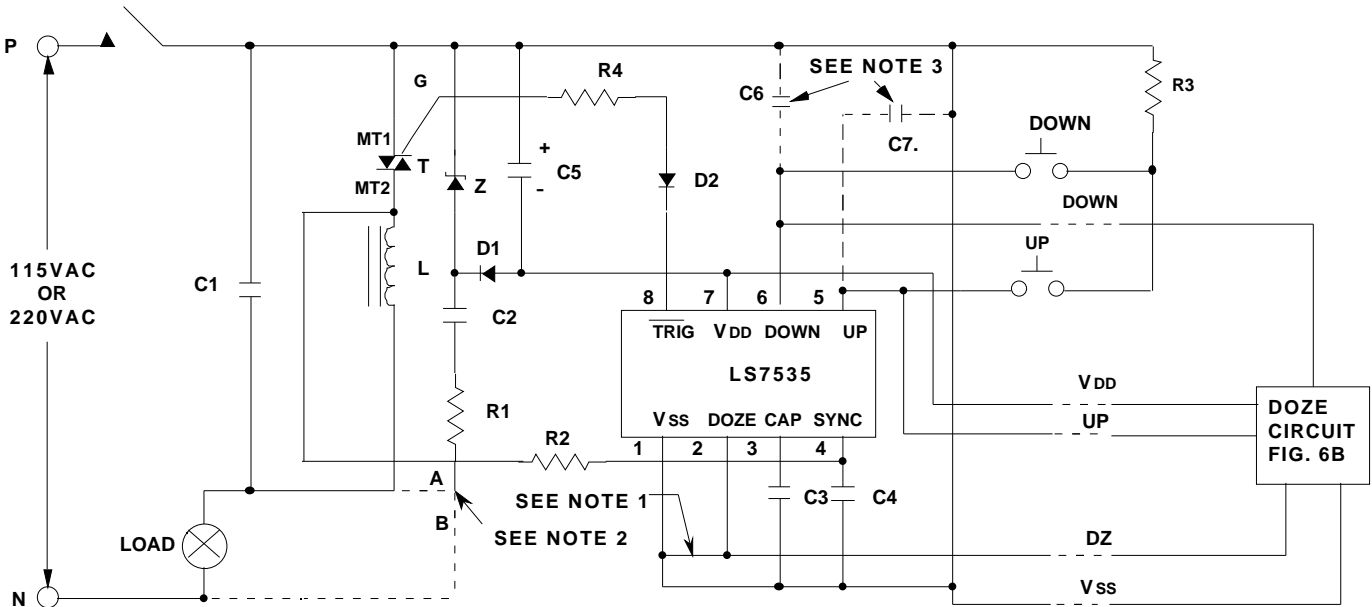 P
G
R4
C6
SEE NOTE 3
R3
C7.
DOWN
MT1
T
MT2
Z
+
C5
-
D2
DOWN
115VAC
OR
220VAC
C1
L
D1
UP
C2
8 7 6 5
TRIG VDD DOWN UP
LS7535
VSS DOZE CAP SYNC
1 2 3 4
R1
R2
VDD
UP
DOZE
CIRCUIT
FIG. 6B
A
B
SEE NOTE 1
C3
C4
SEE NOTE 2
LOAD
DZ
VSS
N